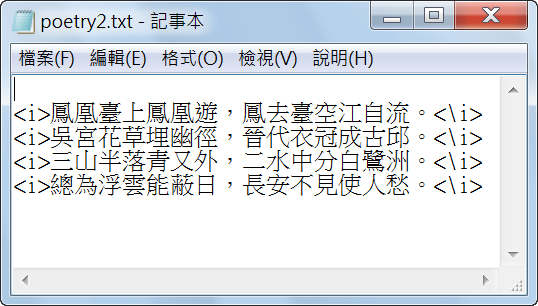 poetry2.txt - 記事本
檔案(F) 編輯(E) 格式(O) 檢視(V) 說明(H)
<i>鳳凰臺上鳳凰遊，鳳去臺空江自流。<\i>
<i>吳宮花草埋幽徑，晉代衣冠成古邱。<\i>
<i>三山半落青又外，二水中分白鷺洲。<\i>
<i>總為浮雲能蔽日，長安不見使人愁。<\i>